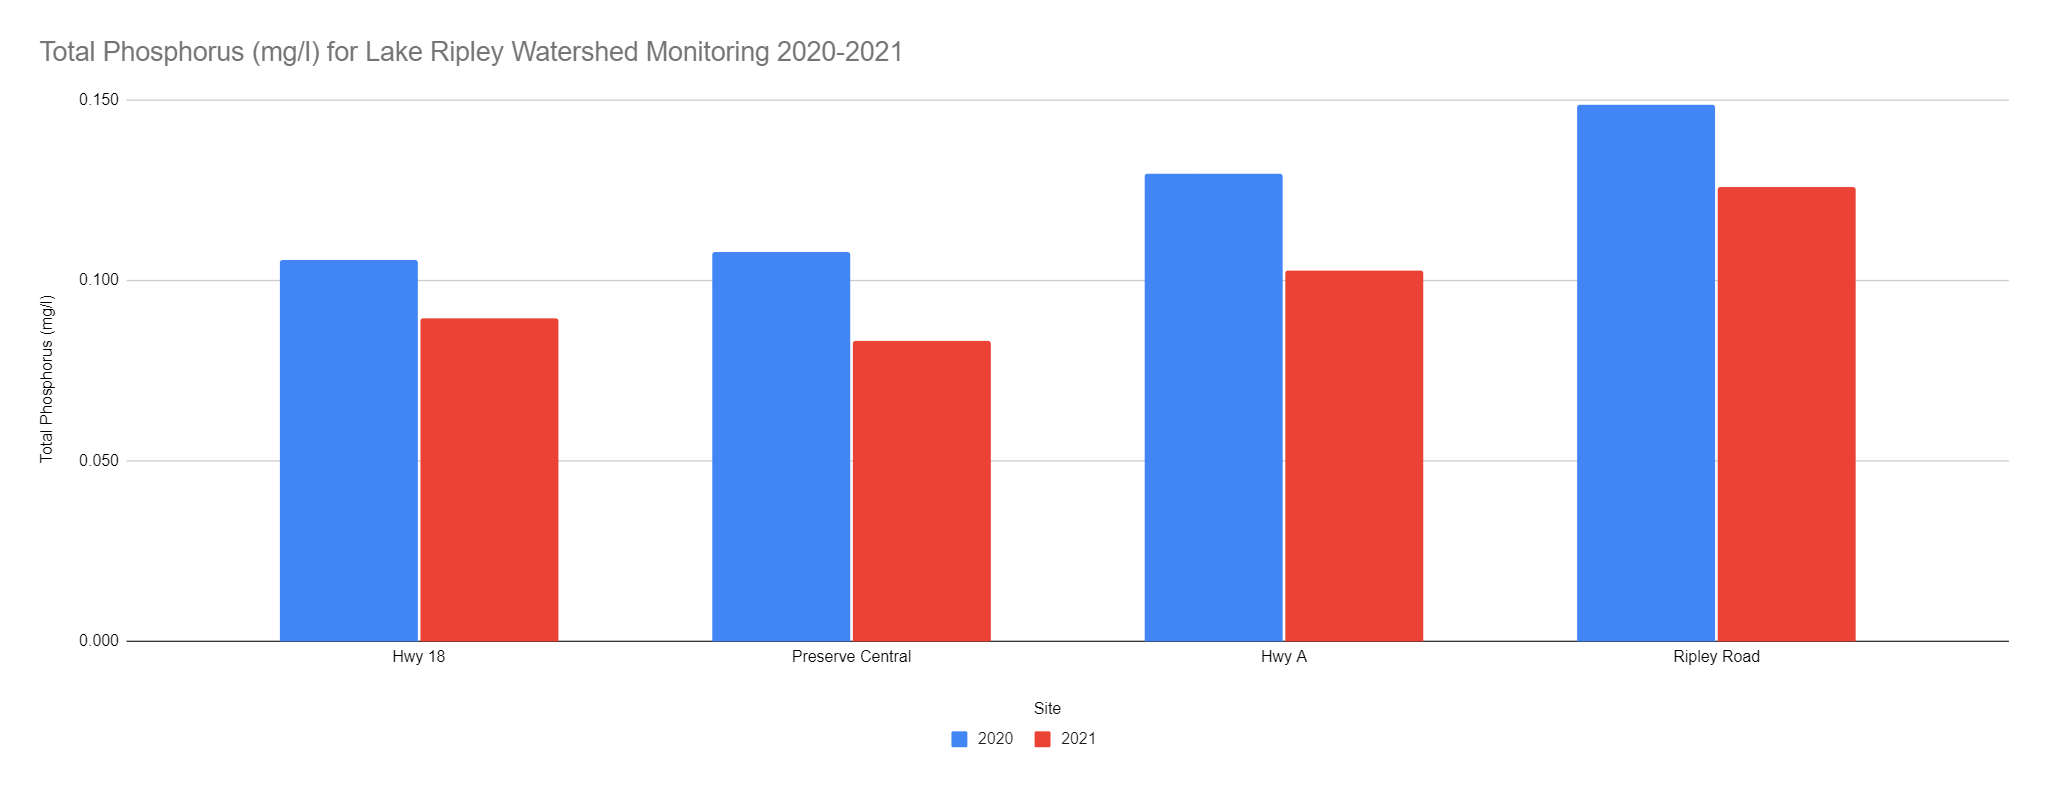 Total Phosphorus (mg/l) for Lake Ripley Watershed Monitoring 2020-2021
Total Phosphorus (mg/l)
0.150
0.100
0.050
0.000
Hwy 18
Preserve Central
Hwy A
Ripley Road
Site
2020
2021